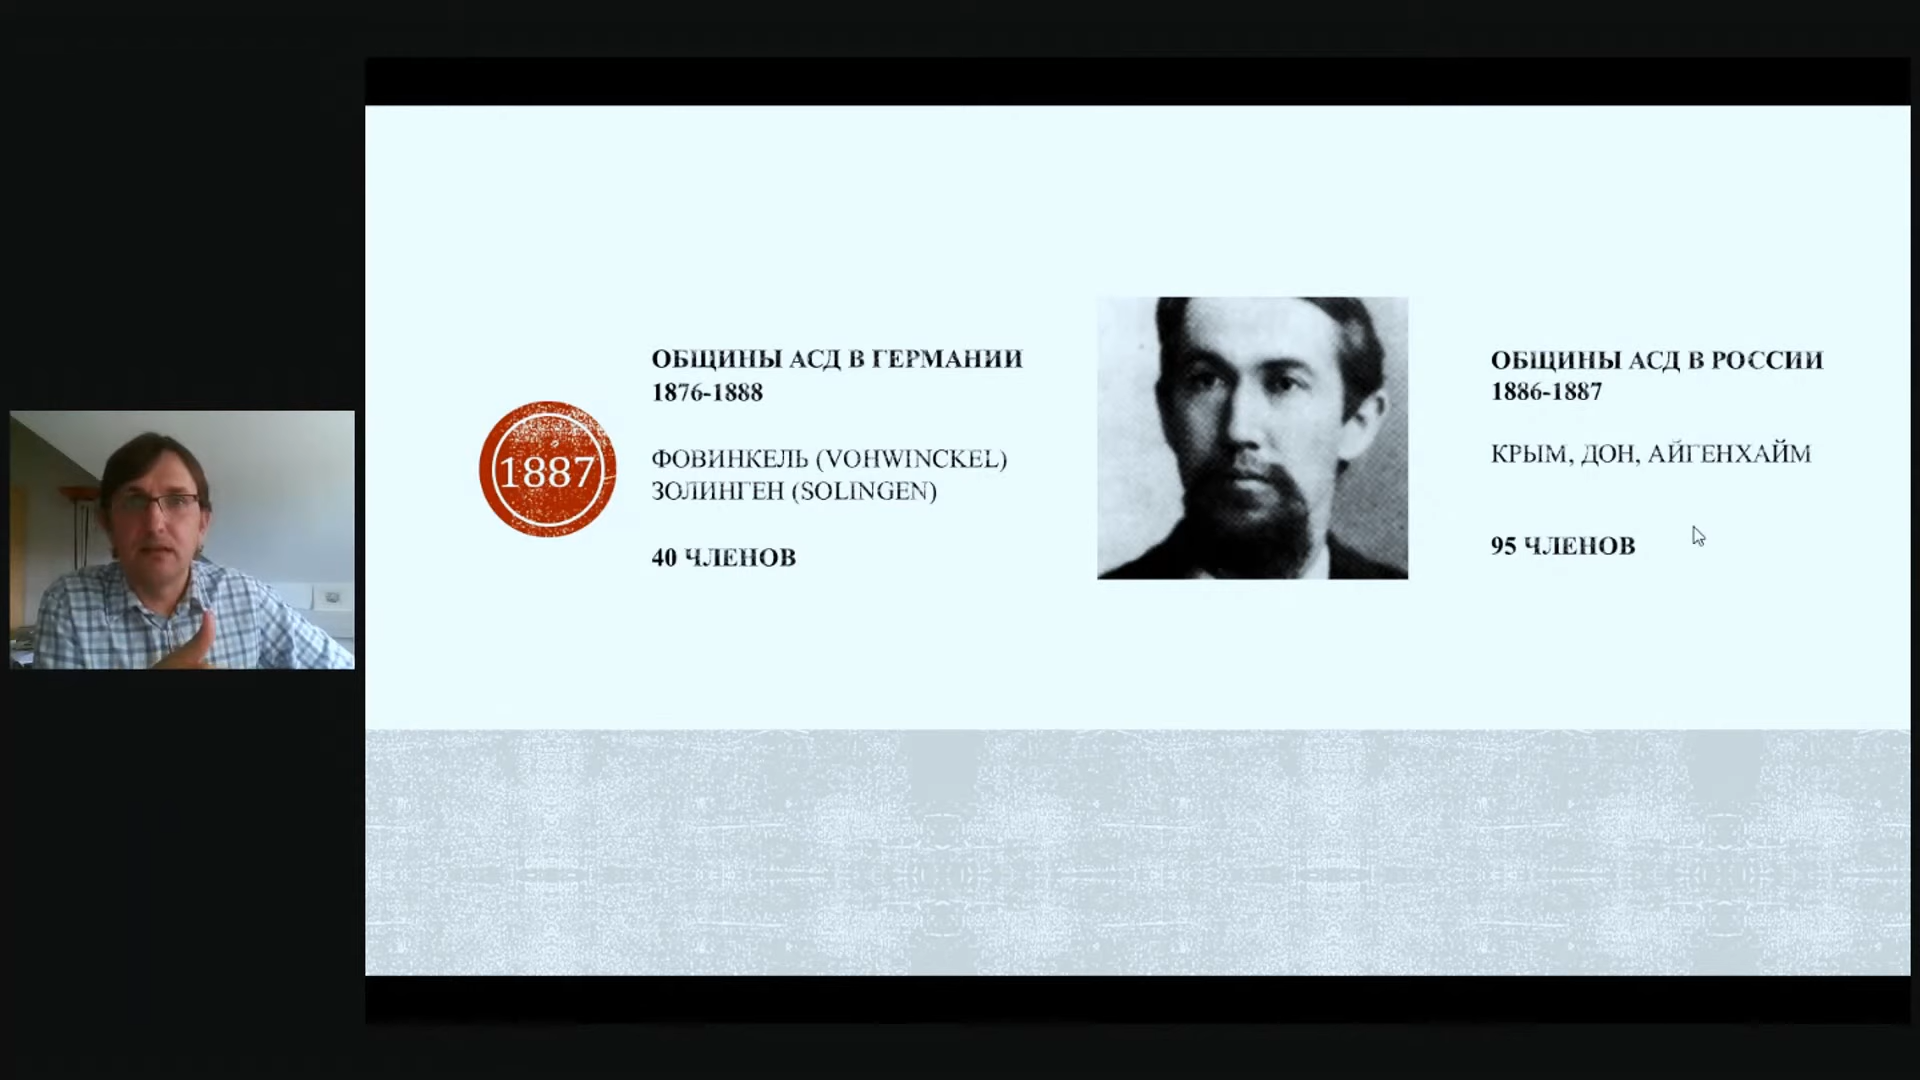 1887
ОБЩИНЫ АСД В ГЕРМАНИИ
1876-1888
ФОВИНКЕЛЬ (VOHWINCKEL)
ЗОЛИНГЕН (SOLINGEN)
40 ЧЛЕНОВ
ОБЩИНЫ АСД В РОССИИ
1886-1887
КРЫМ, ДОН, АЙГЕНХАЙМ
95 ЧЛЕНОВ